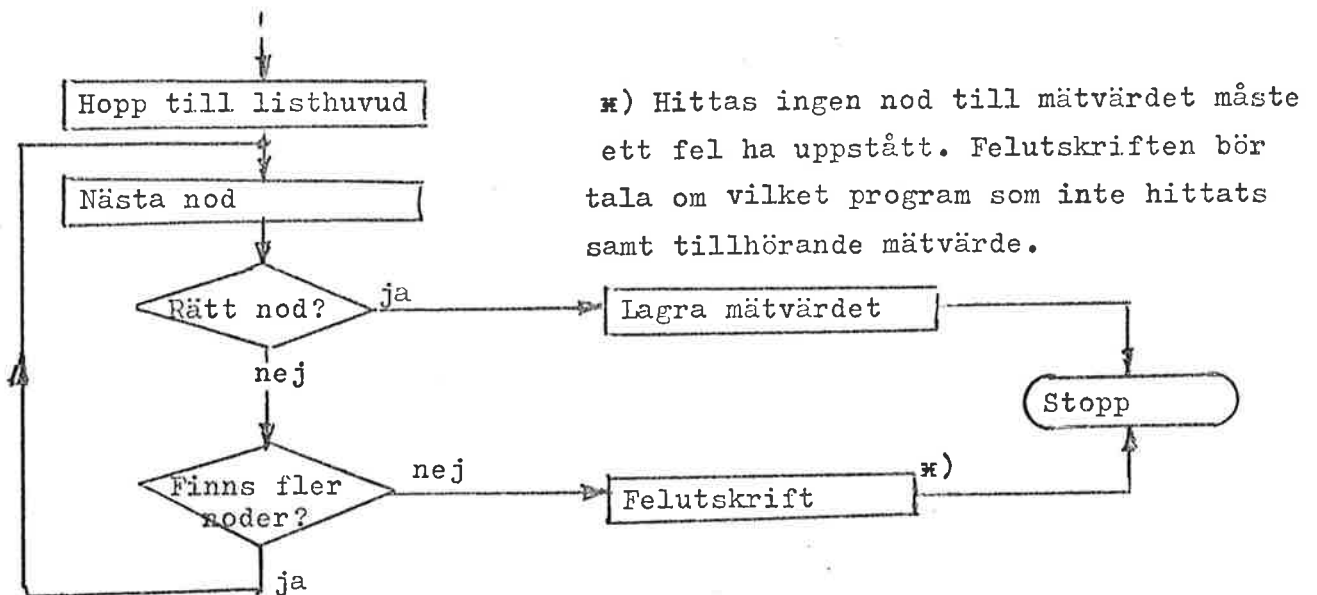 Hopp till listhuvud
ж) Hittas ingen nod till mätvärdet måste
ett fel ha uppstått. Felutskriften bör
tala om vilket program som inte hittats
samt tillhörande mätvärde.
Nästa nod
Rätt nod?
ja
Lagra mätvärdet
nej
Stopp
Finns fler
noder?
nej
Felutskrift
ж)
ja